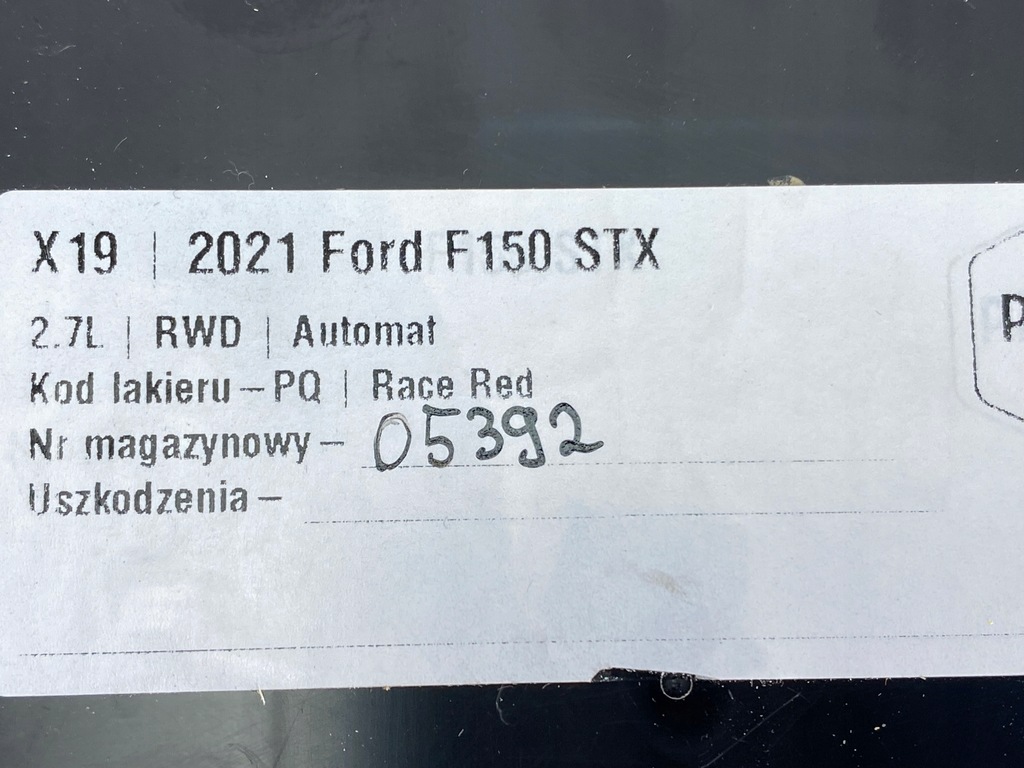 X19 | 2021 Ford F150 STX
2.7L | RWD | Automat
Kod lakieru – PQ | Race Red
Nr magazynowy – 05392
Uszkodzenia –
P